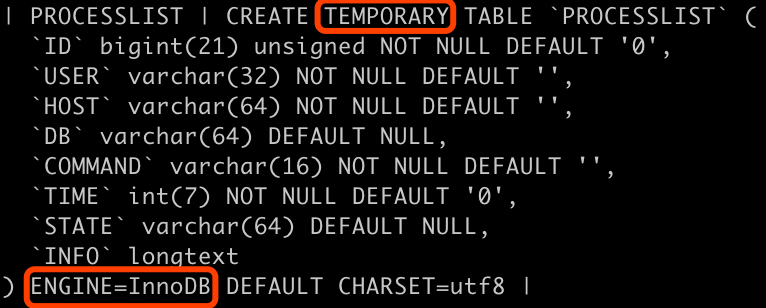 | PROCESSLIST | CREATE TEMPORARY TABLE `PROCESSLIST` (
  `ID` bigint(21) unsigned NOT NULL DEFAULT '0',
  `USER` varchar(32) NOT NULL DEFAULT '',
  `HOST` varchar(64) NOT NULL DEFAULT '',
  `DB` varchar(64) DEFAULT NULL,
  `COMMAND` varchar(16) NOT NULL DEFAULT '',
  `TIME` int(7) NOT NULL DEFAULT '0',
  `STATE` varchar(64) DEFAULT NULL,
  `INFO` longtext
) ENGINE=InnoDB DEFAULT CHARSET=utf8 |